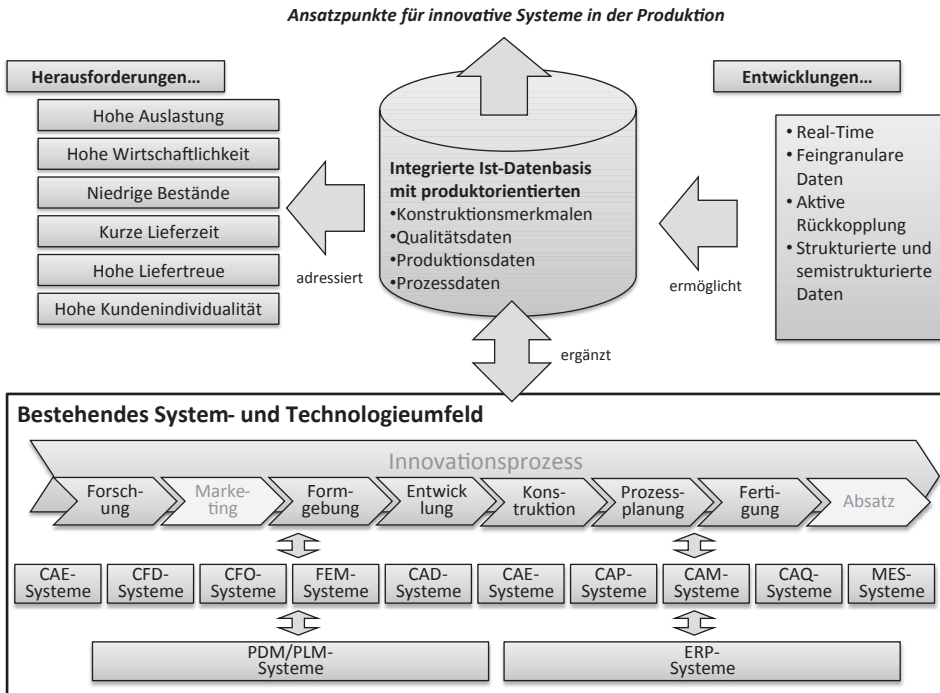 Ansatzpunkte für innovative Systeme in der Produktion
Herausforderungen…
Hohe Auslastung
Hohe Wirtschaftlichkeit
Niedrige Bestände
Kurze Lieferzeit
Hohe Liefertreue
Hohe Kundenindividualität
adressiert
Integrierte Ist-Datenbasis
mit produktorientierten
•Konstruktionsmerkmalen
•Qualitätsdaten
•Produktionsdaten
•Prozessdaten
ermöglicht
Entwicklungen…
• Real-Time
• Feingranulare
Daten
• Aktive
Rückkopplung
• Strukturierte und
semistrukturierte
Daten
ergänzt
Bestehendes System- und Technologieumfeld
Innovationsprozess
Forsch-
ung
Marke-
ting
Form-
gebung
Entwick
lung
Kons-
truktion
Prozess-
planung
Ferti-
gung
Absatz
CAE-
Systeme
CFD-
Systeme
CFO-
Systeme
FEM-
Systeme
CAD-
Systeme
CAE-
Systeme
CAP-
Systeme
CAM-
Systeme
CAQ-
Systeme
MES-
Systeme
PDM/PLM-
Systeme
ERP-
Systeme